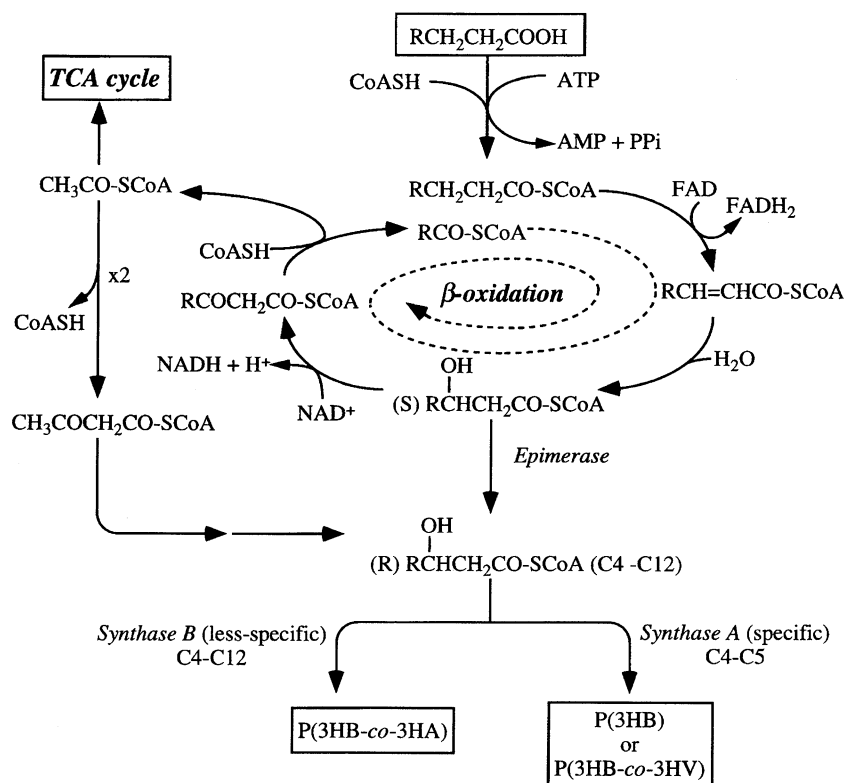 RCH₂CH₂COOH
TCA cycle
CoASH
ATP
AMP + PPi
CH₃CO-SCoA
RCH₂CH₂CO-SCoA
FAD
FADH₂
CoASH
RCO-SCoA
x2
CoASH
RCOCH₂CO-SCoA
β-oxidation
RCH=CHCO-SCoA
NADH + H⁺
NAD⁺
OH
H₂O
(S) RCHCH₂CO-SCoA
CH₃COCH₂CO-SCoA
Epimerase
OH
(R) RCHCH₂CO-SCoA (C4 -C12)
Synthase B (less-specific)
C4-C12
Synthase A (specific)
C4-C5
P(3HB-co-3HA)
P(3HB)
or
P(3HB-co-3HV)